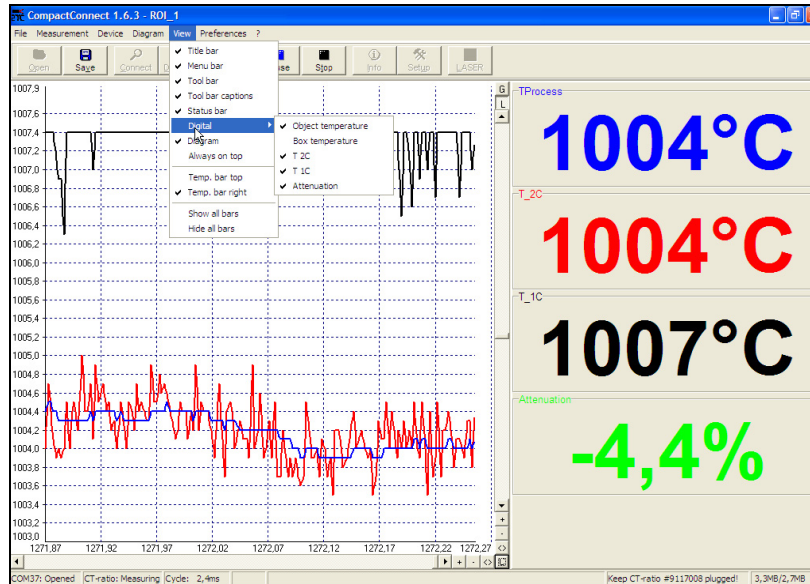 CompactConnect 1.6.3 - ROI_1
File Measurement Device Diagram View Preferences ?
Open Save Connect Stop Info Setup LASER
Title bar
Menu bar
Tool bar
Tool bar captions
Status bar
Digital
Diagram
Always on top
Temp. bar top
Temp. bar right
Show all bars
Hide all bars
Object temperature
Box temperature
T 2C
T 1C
Attenuation
1007,9
1007,6
1007,4
1007,2
1007,0
1006,8
1006,6
1006,4
1006,2
1006,0
1005,8
1005,6
1005,4
1005,2
1005,0
1004,8
1004,6
1004,4
1004,2
1004,0
1003,8
1003,6
1003,4
1003,2
1003,0
1271,87 1271,92 1271,97 1272,02 1272,07 1272,12 1272,17 1272,22 1272,27
G
L
TProcess
1004°C
T_2C
1004°C
T_1C
1007°C
Attenuation
-4,4%
COM37: Opened CT-ratio: Measuring Cycle: 2,4ms Keep CT-ratio #9117008 plugged! 3,3MB/2,7MB